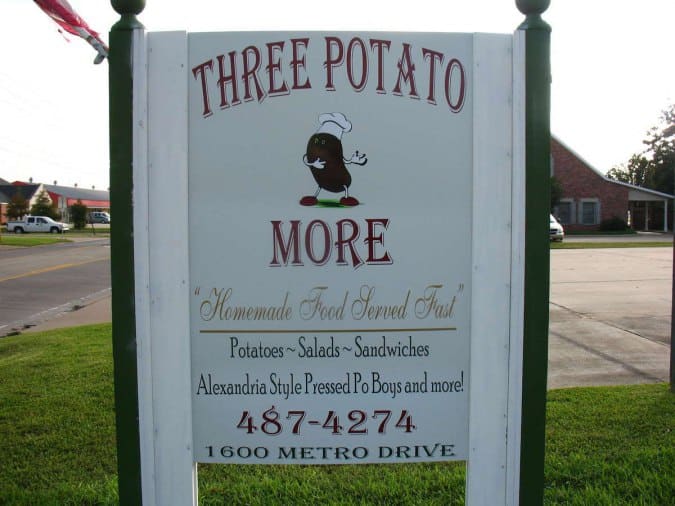 THREE POTATO
MORE
"Homemade Food Served Fast"
Potatoes ~ Salads ~ Sandwiches
Alexandria Style Pressed Po Boys and more!
487-4274
1600 METRO DRIVE